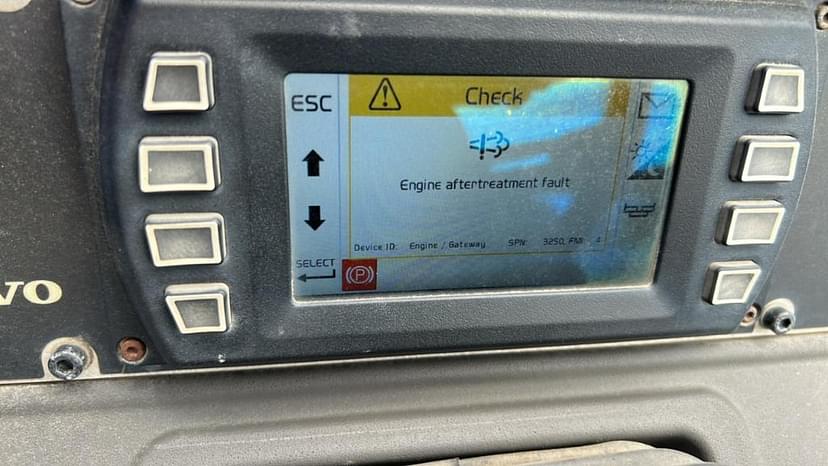 ESC
Check
Engine aftertreatment fault
Device ID: Engine / Gateway SPN: 3250, FMI: 4
SELECT
P
VO